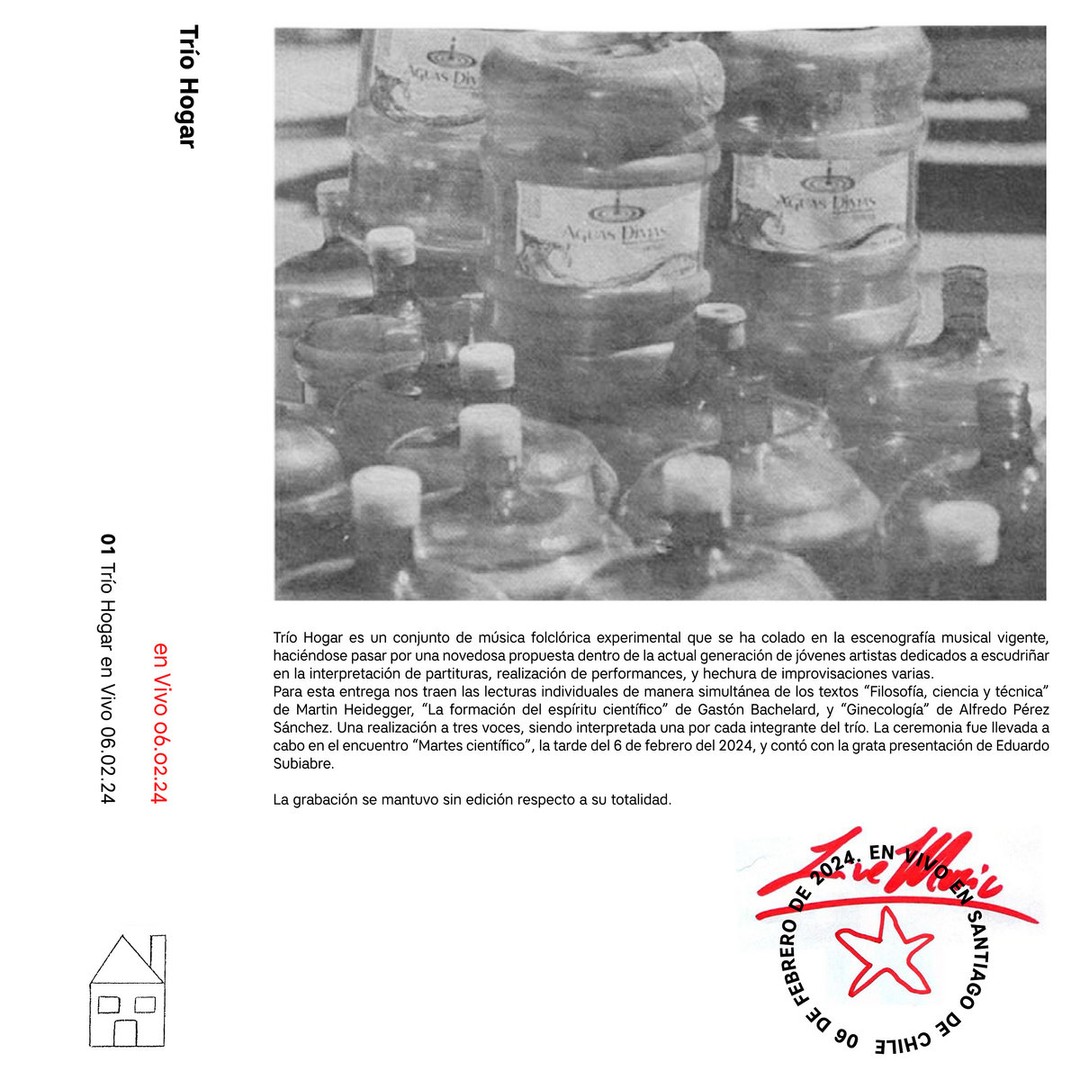 Trío Hogar
en Vivo 06.02.24
01 Trío Hogar en Vivo 06.02.24
AGUAS DIV
AGUAS DIVAS
AGUAS DIVAS
Trío Hogar es un conjunto de música folclórica experimental que se ha colado en la escenografía musical vigente,
haciéndose pasar por una novedosa propuesta dentro de la actual generación de jóvenes artistas dedicados a escudriñar
en la interpretación de partituras, realización de performances, y hechura de improvisaciones varias.
Para esta entrega nos traen las lecturas individuales de manera simultánea de los textos “Filosofía, ciencia y técnica”
de Martin Heidegger, “La formación del espíritu científico” de Gastón Bachelard, y “Ginecología” de Alfredo Pérez
Sánchez. Una realización a tres voces, siendo interpretada una por cada integrante del trío. La ceremonia fue llevada a
cabo en el encuentro “Martes científico”, la tarde del 6 de febrero del 2024, y contó con la grata presentación de Eduardo
Subiabre.
La grabación se mantuvo sin edición respecto a su totalidad.
Live Music
06 DE FEBRERO DE 2024. EN VIVO EN SANTIAGO DE CHILE